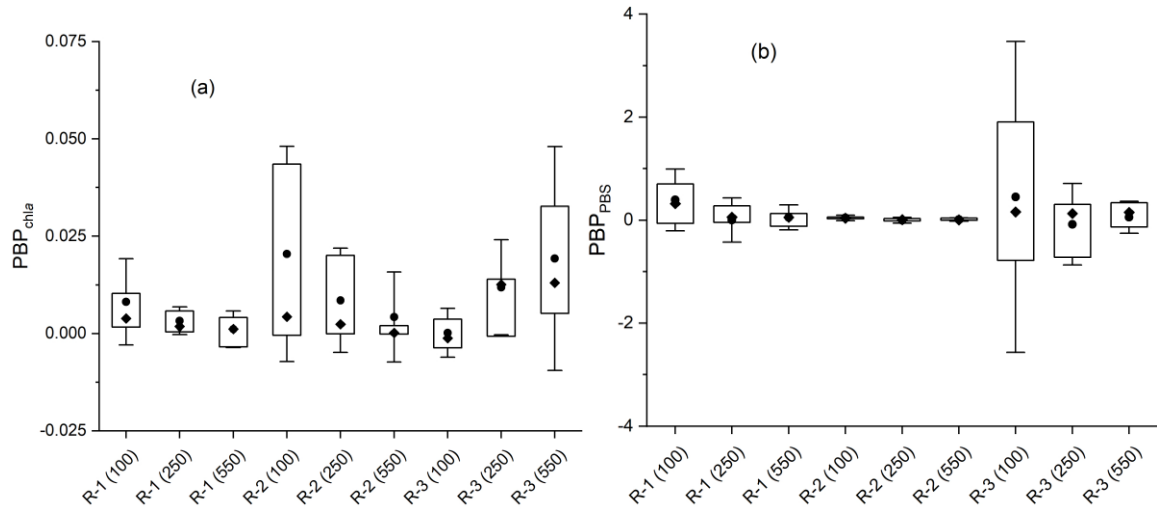 (a)
PBPchla
0.075
0.050
0.025
0.000
-0.025
R-1 (100)
R-1 (250)
R-1 (550)
R-2 (100)
R-2 (250)
R-2 (550)
R-3 (100)
R-3 (250)
R-3 (550)
(b)
PBPPBS
4
2
0
-2
-4
R-1 (100)
R-1 (250)
R-1 (550)
R-2 (100)
R-2 (250)
R-2 (550)
R-3 (100)
R-3 (250)
R-3 (550)